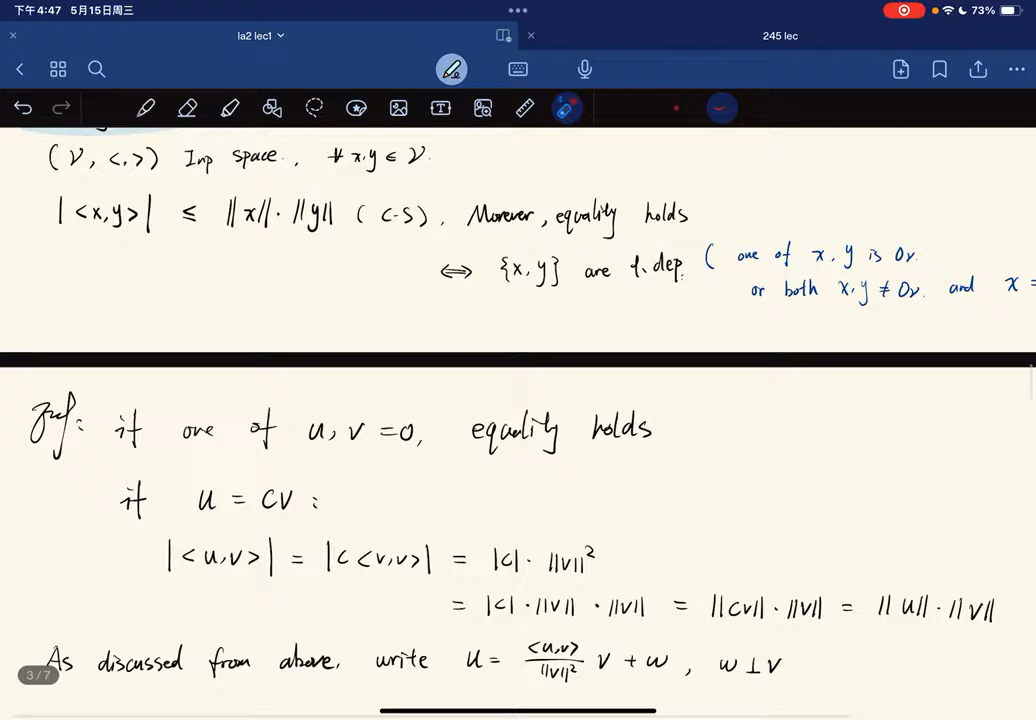 下午4:47 5月15日周三
73%
la2 lec1
245 lec
(V, <,>) Inp space. ∀ x,y ∈ V.
|<x,y>| ≤ ||x||·||y|| (C-S). Morever, equality holds
⟺ {x,y} are l.dep. ( one of x, y is 0v.
or both x,y ≠ 0v. and x =
Prf: if one of u, v = 0, equality holds
if u = cv :
|<u,v>| = |c<v,v>| = |c|·||v||²
= |c|·||v||·||v|| = ||cv||·||v|| = ||u||·||v||
As discussed from above, write u = <u,v>/||v||² v + w, w ⊥ v
3 / 7